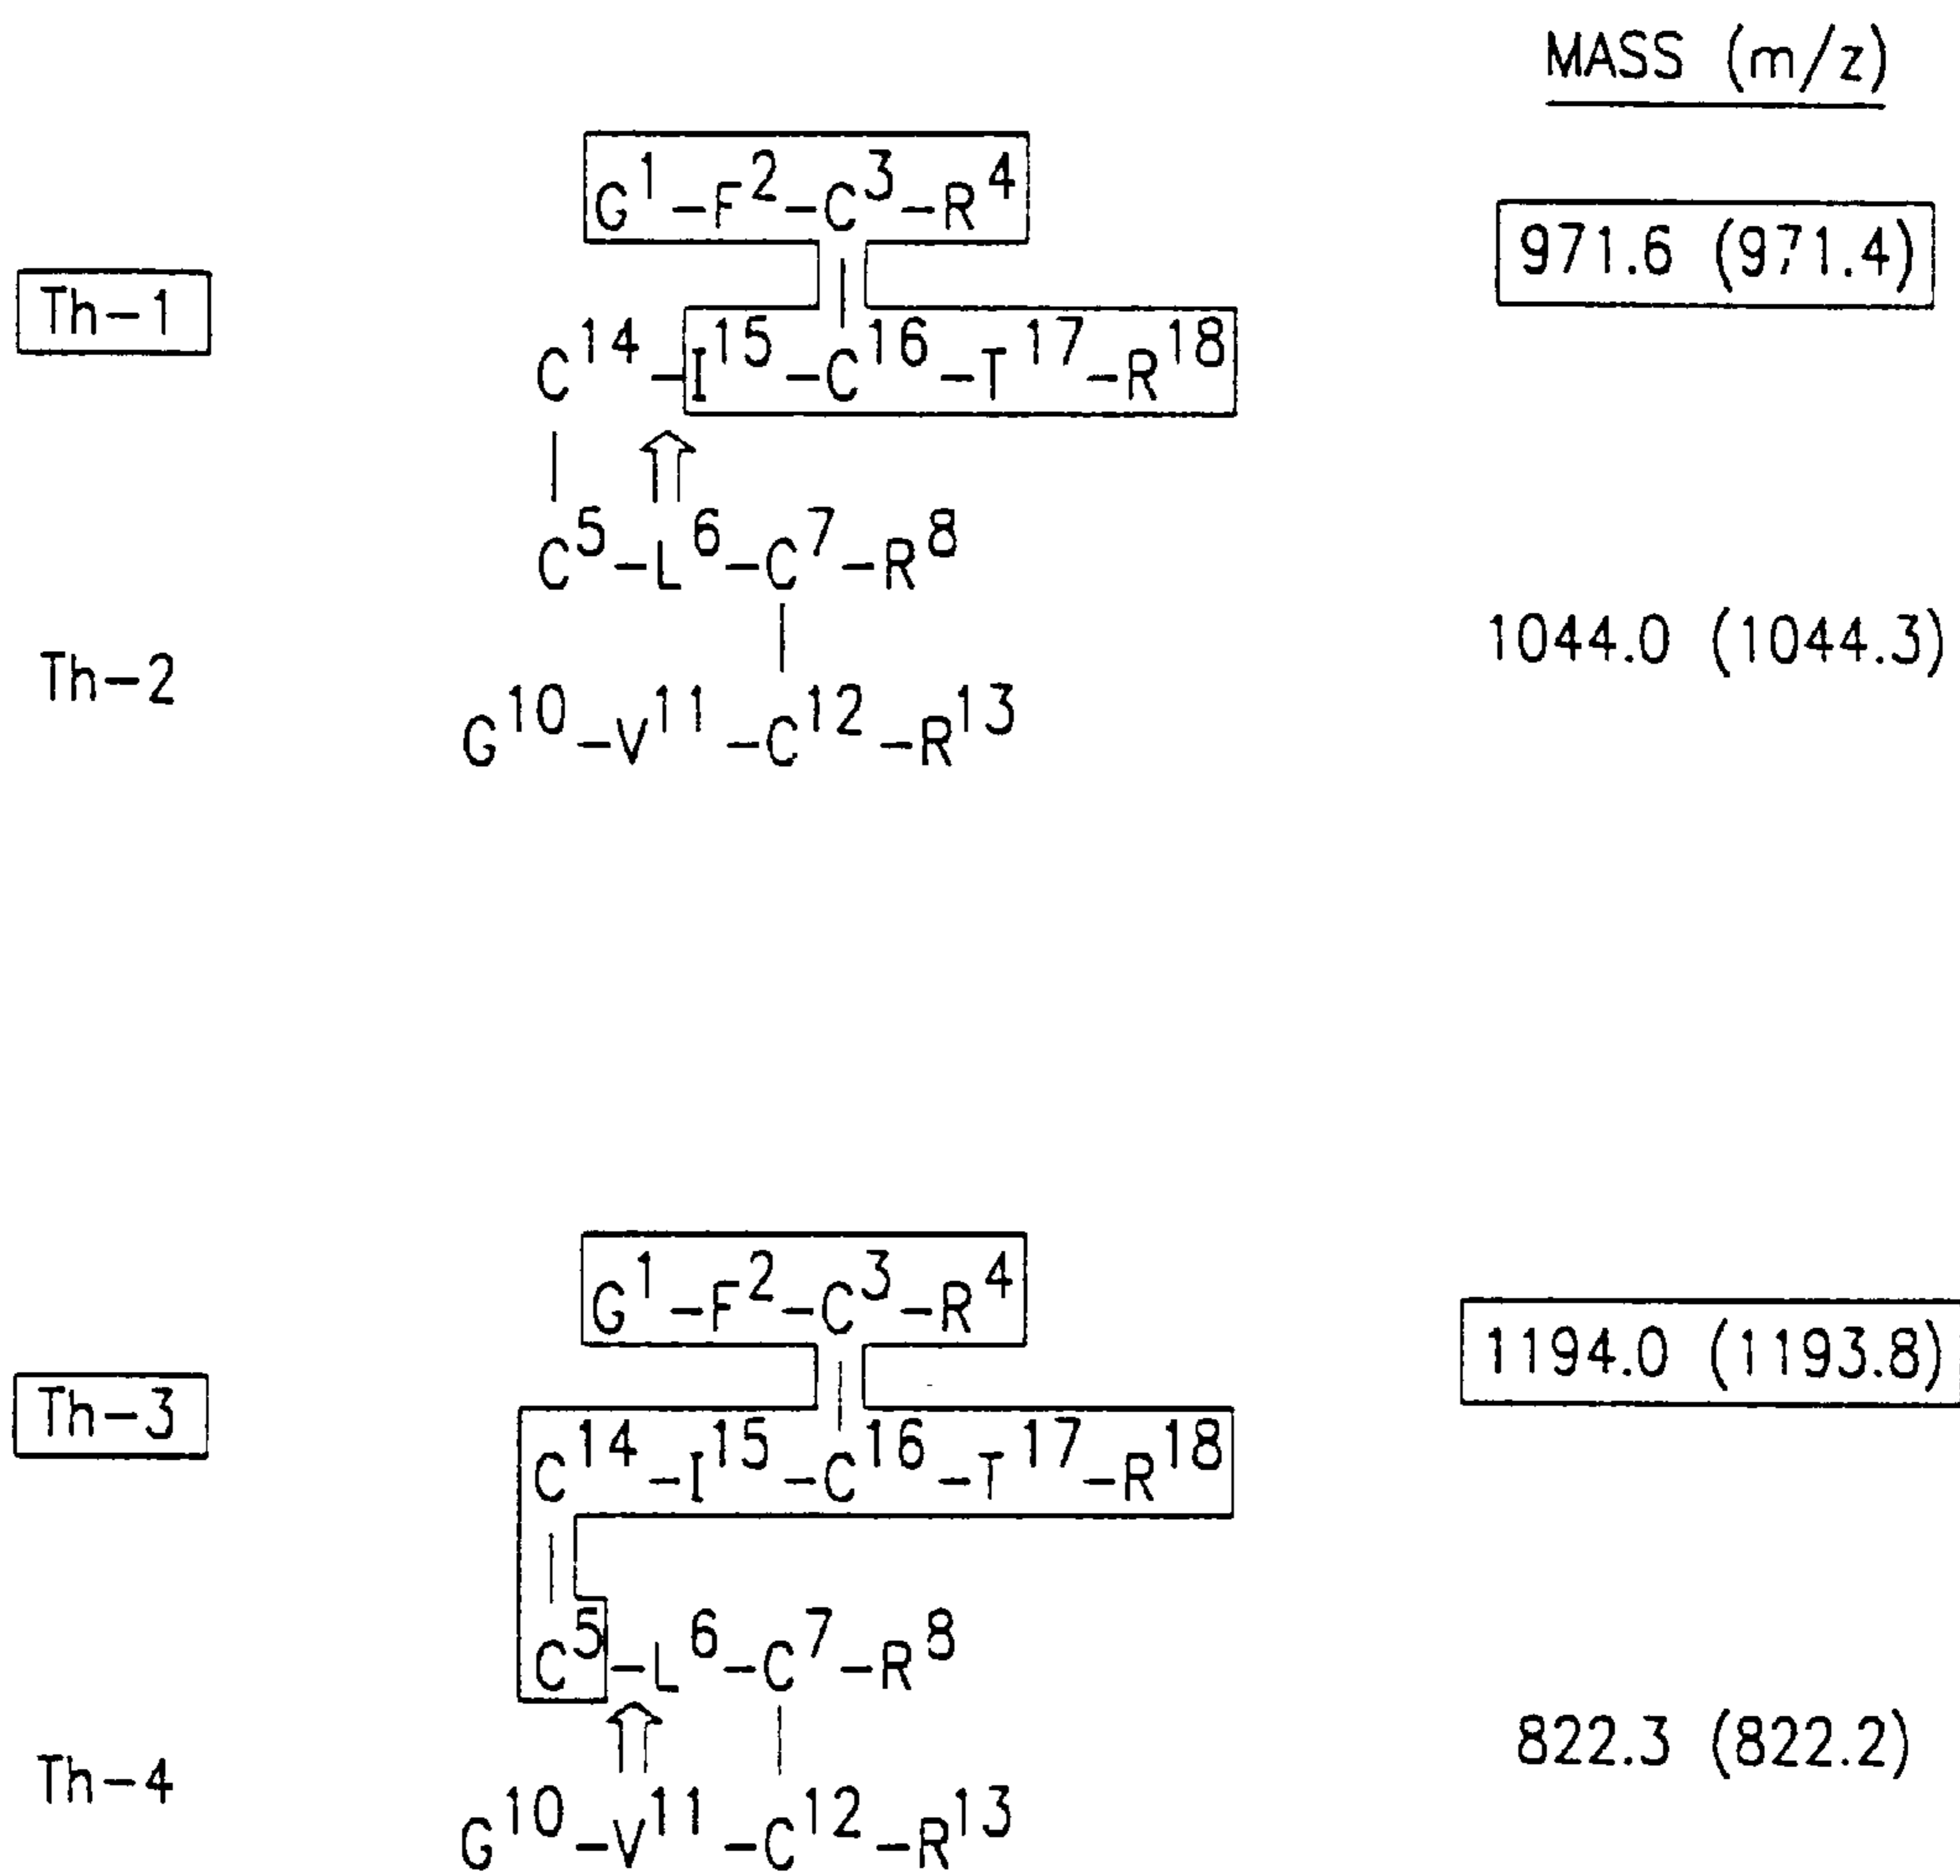 MASS (m/z)
G1-F2-C3-R4
971.6 (971.4)
Th-1
C14-I15-C16-T17-R18
C5-L6-C7-R8
1044.0 (1044.3)
Th-2
G10-V11-C12-R13
G1-F2-C3-R4
1194.0 (1193.8)
Th-3
C14-I15-C16-T17-R18
C5-L6-C7-R8
822.3 (822.2)
Th-4
G10-V11-C12-R13